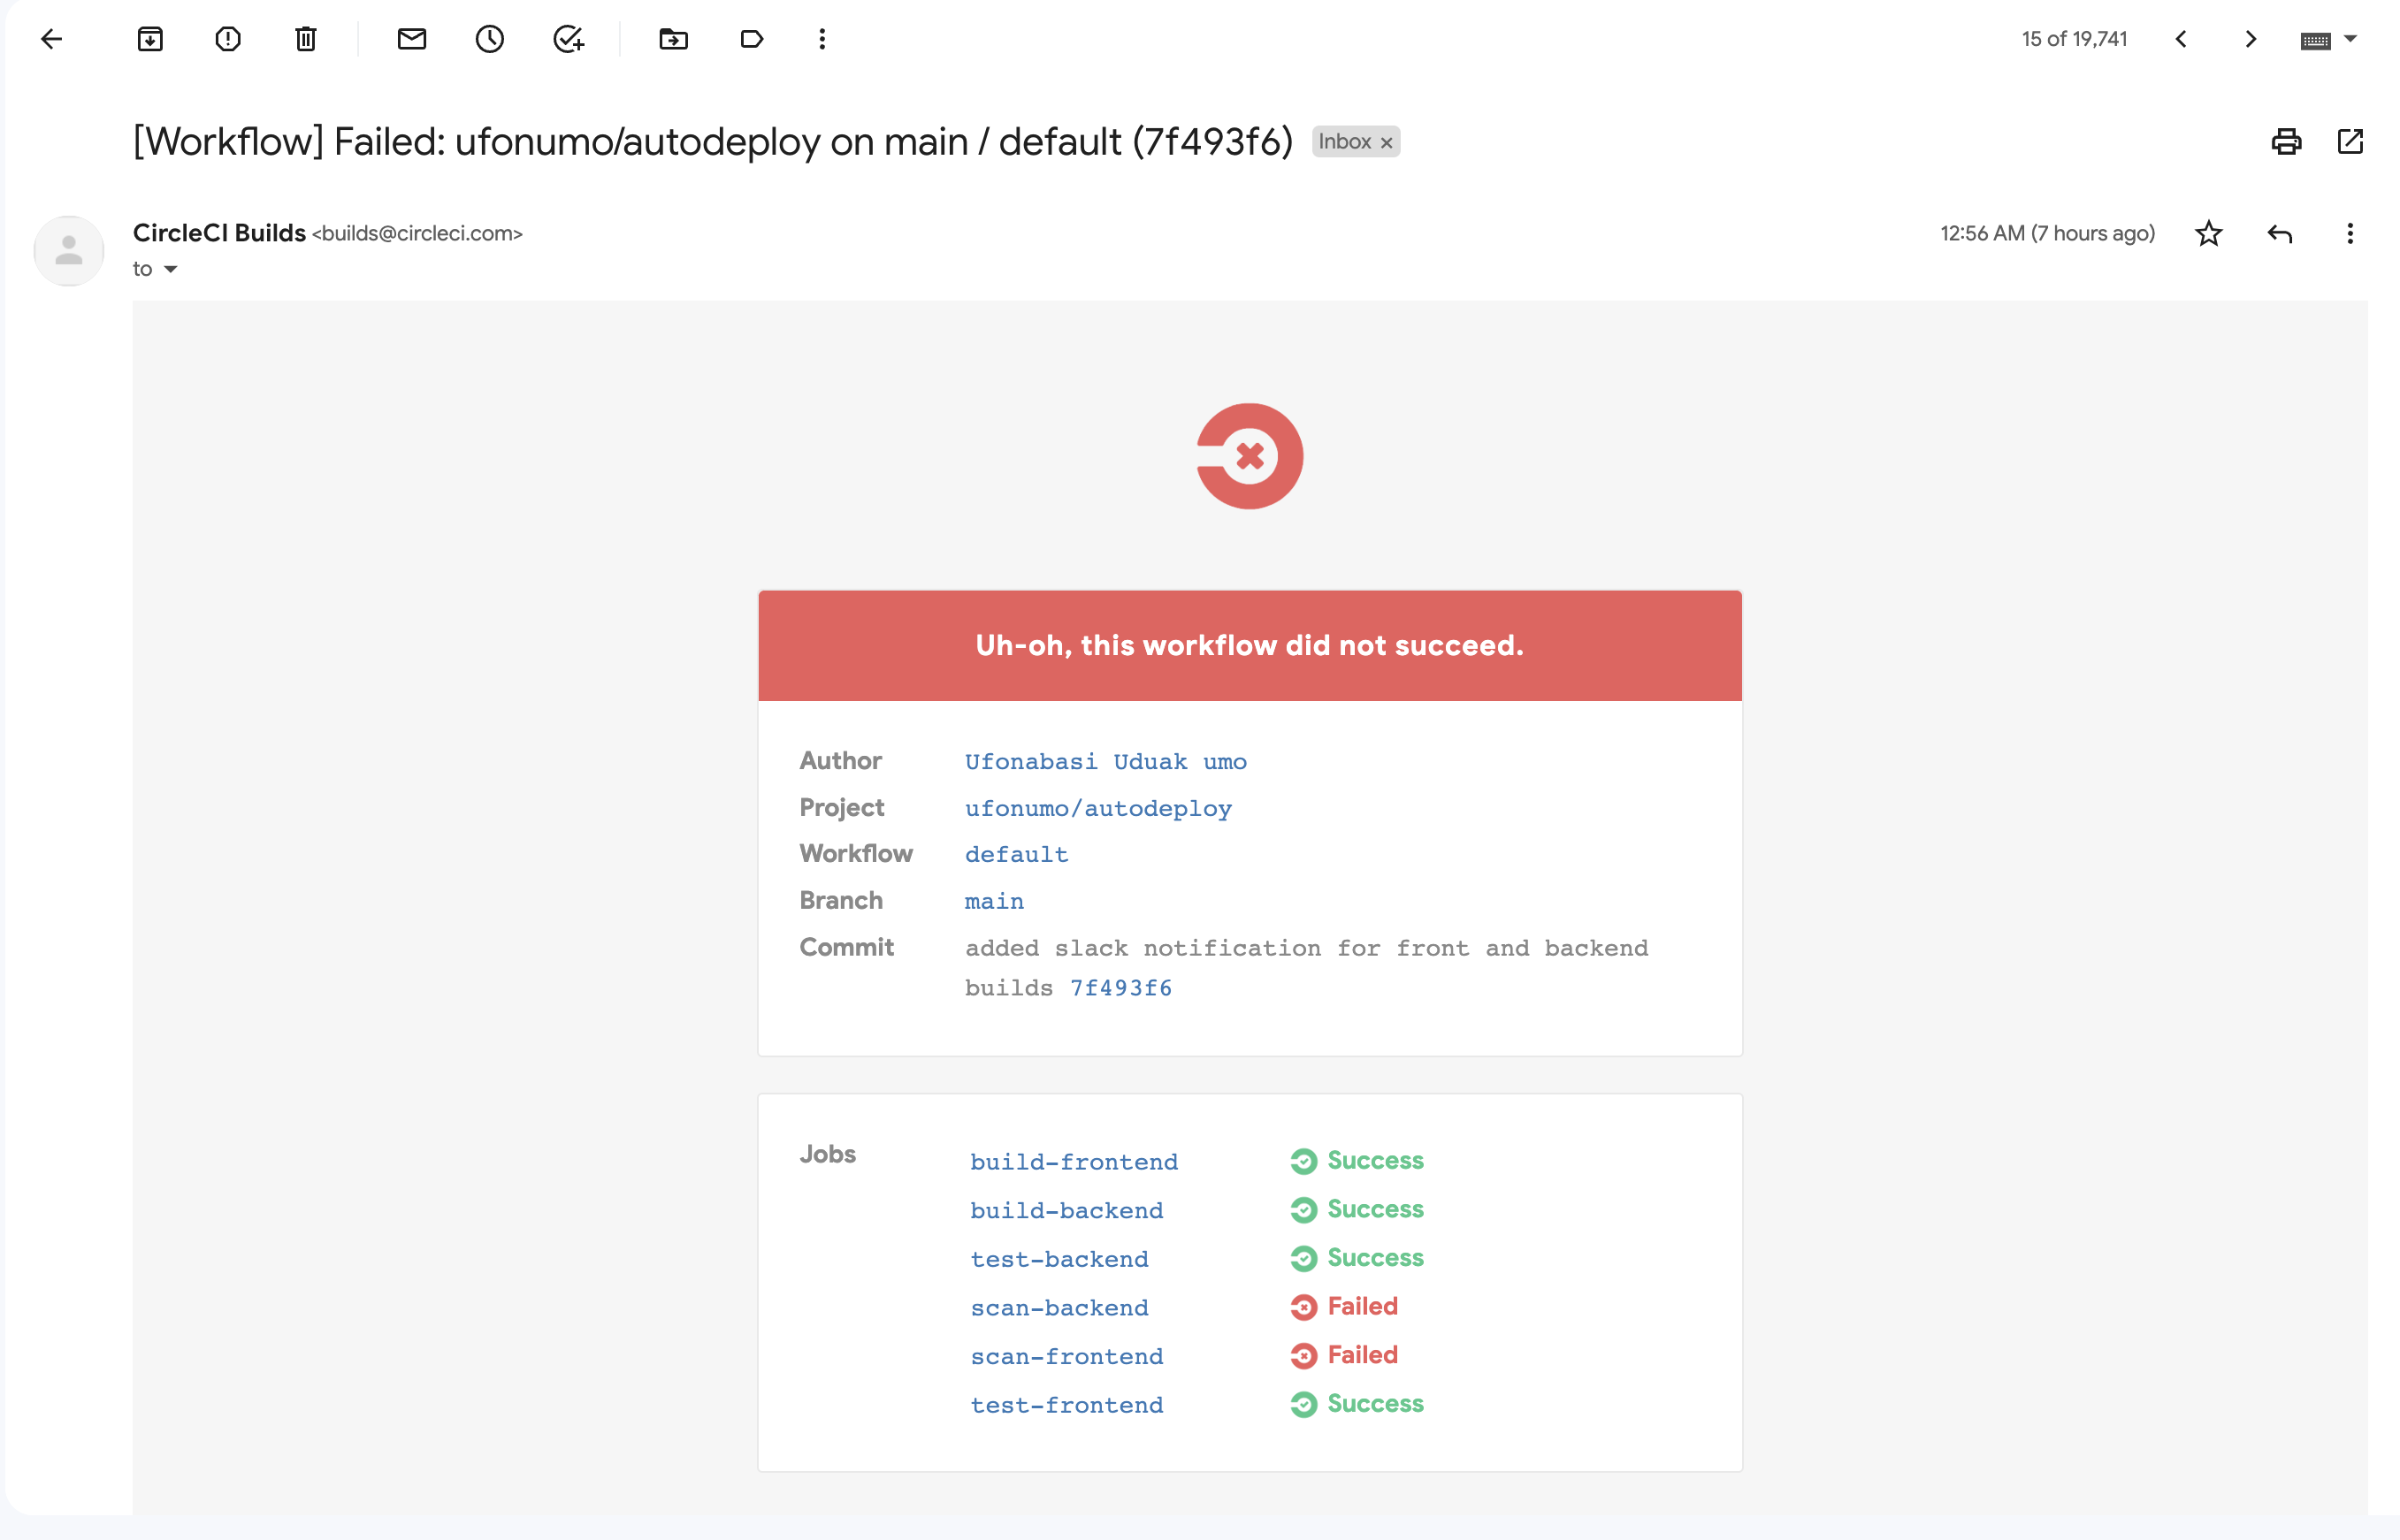 15 of 19,741
[Workflow] Failed: ufonumo/autodeploy on main / default (7f493f6) Inbox ×
CircleCI Builds <builds@circleci.com>
12:56 AM (7 hours ago)
to
Uh-oh, this workflow did not succeed.
Author Ufonabasi Uduak umo
Project ufonumo/autodeploy
Workflow default
Branch main
Commit added slack notification for front and backend
builds 7f493f6
Jobs build-frontend Success
build-backend Success
test-backend Success
scan-backend Failed
scan-frontend Failed
test-frontend Success